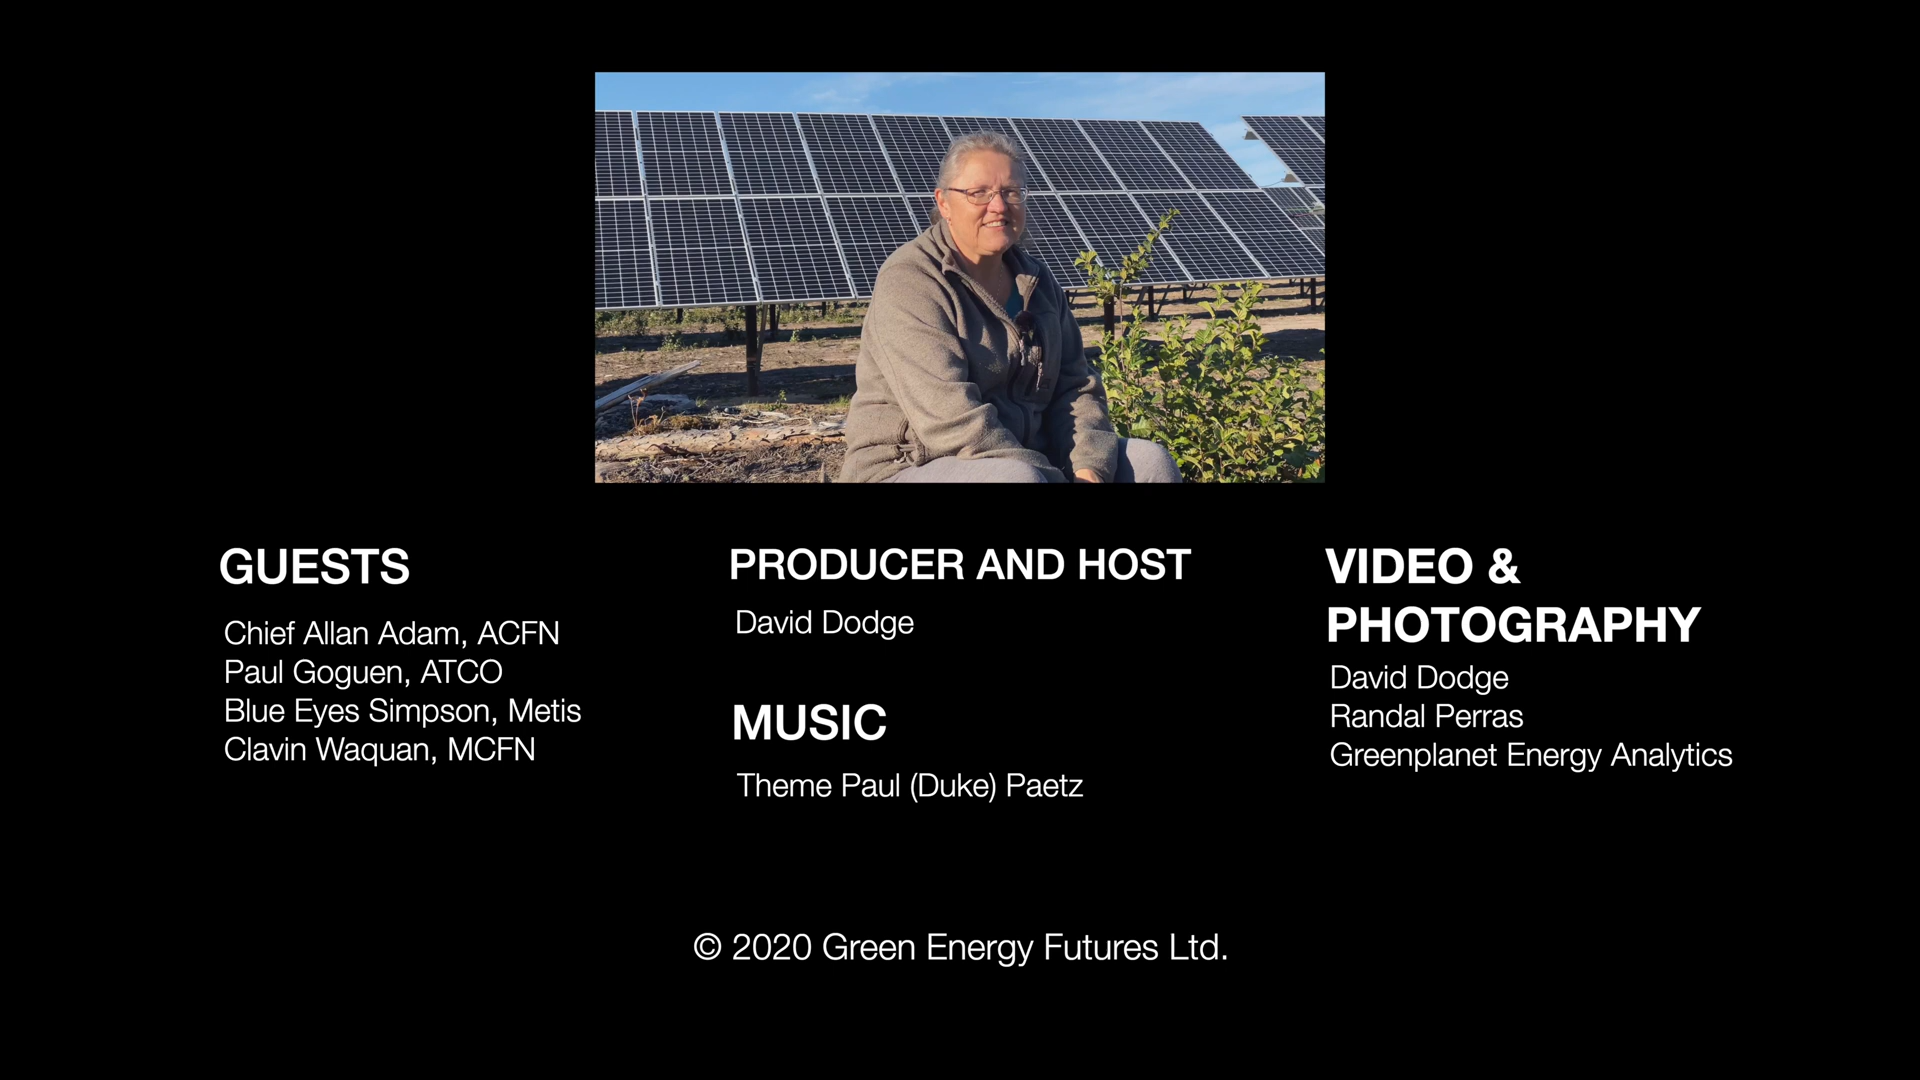 GUESTS
Chief Allan Adam, ACFN
Paul Goguen, ATCO
Blue Eyes Simpson, Metis
Clavin Waquan, MCFN
PRODUCER AND HOST
David Dodge
MUSIC
Theme Paul (Duke) Paetz
VIDEO &
PHOTOGRAPHY
David Dodge
Randal Perras
Greenplanet Energy Analytics
© 2020 Green Energy Futures Ltd.